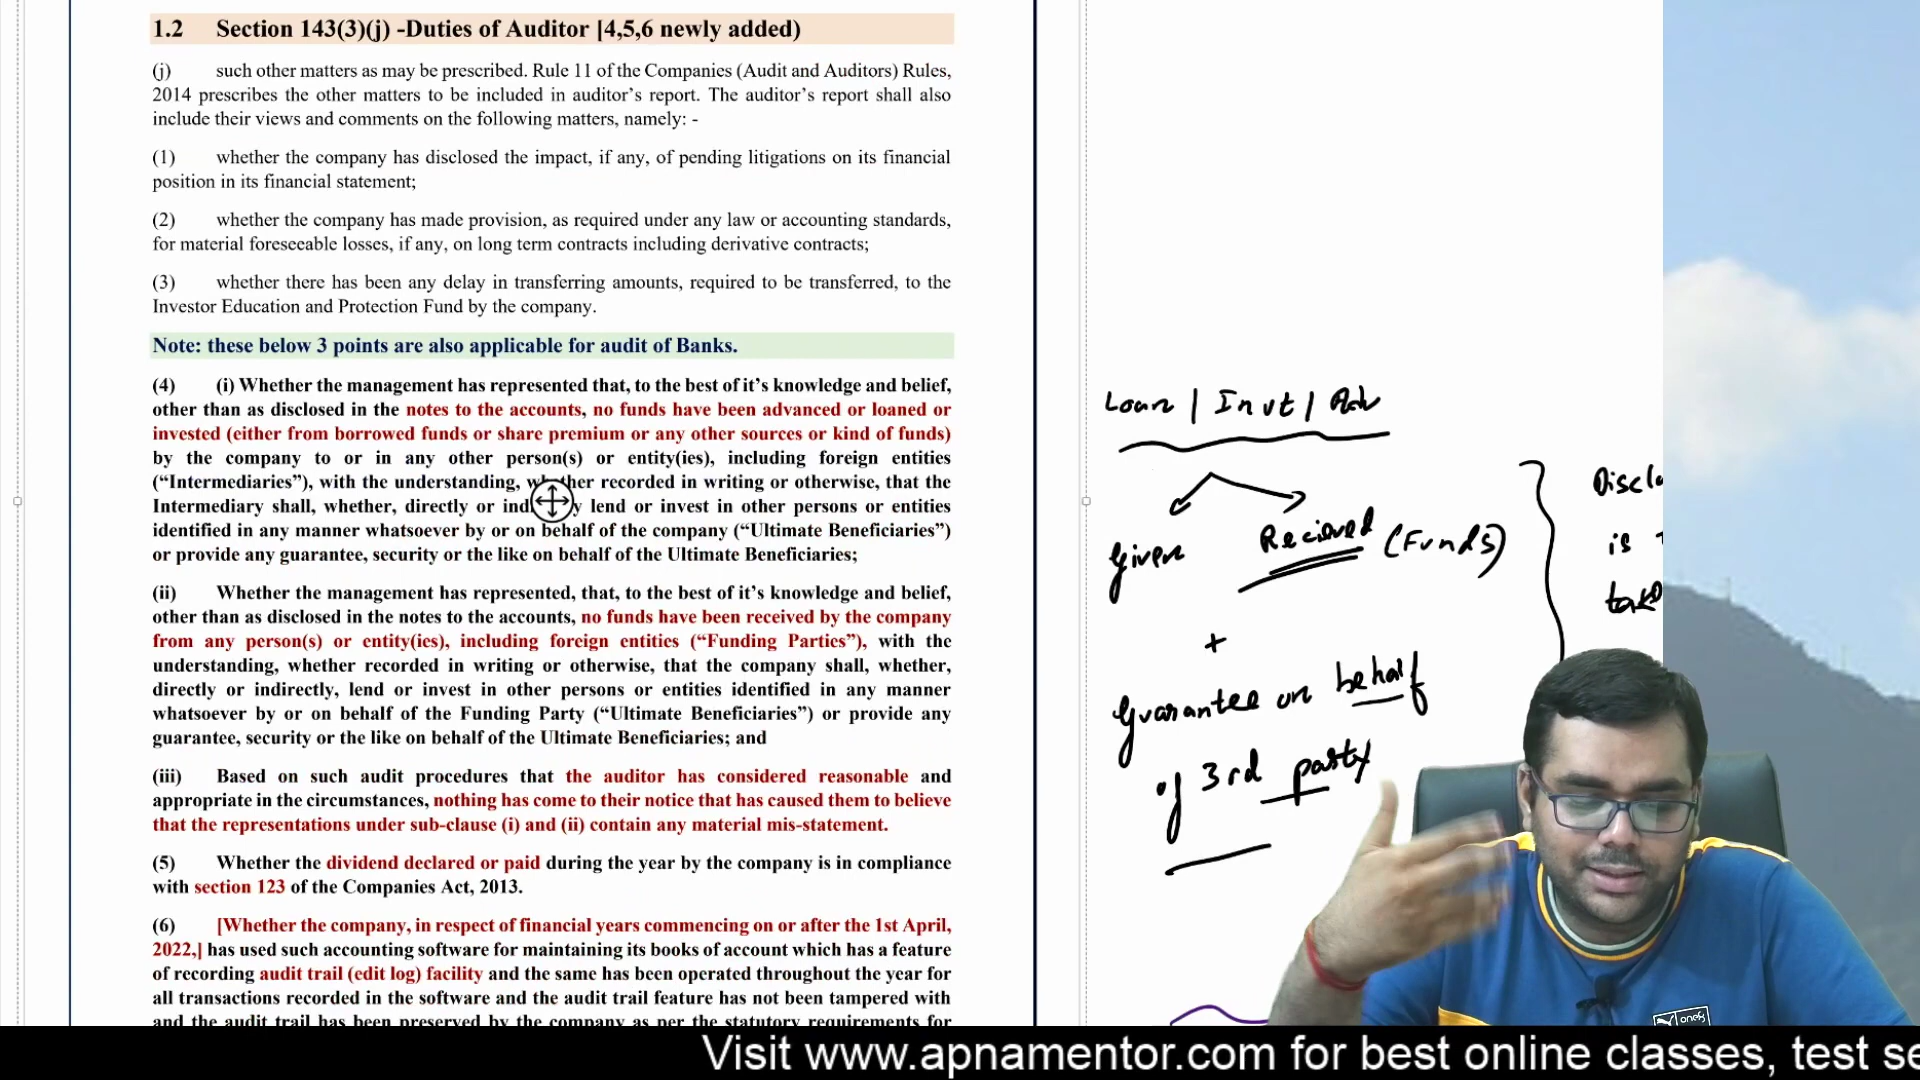 1.2 Section 143(3)(j) -Duties of Auditor [4,5,6 newly added)
(j) such other matters as may be prescribed. Rule 11 of the Companies (Audit and Auditors) Rules,
2014 prescribes the other matters to be included in auditor’s report. The auditor’s report shall also
include their views and comments on the following matters, namely: -
(1) whether the company has disclosed the impact, if any, of pending litigations on its financial
position in its financial statement;
(2) whether the company has made provision, as required under any law or accounting standards,
for material foreseeable losses, if any, on long term contracts including derivative contracts;
(3) whether there has been any delay in transferring amounts, required to be transferred, to the
Investor Education and Protection Fund by the company.
Note: these below 3 points are also applicable for audit of Banks.
(4) (i) Whether the management has represented that, to the best of it’s knowledge and belief,
other than as disclosed in the notes to the accounts, no funds have been advanced or loaned or
invested (either from borrowed funds or share premium or any other sources or kind of funds)
by the company to or in any other person(s) or entity(ies), including foreign entities
(“Intermediaries”), with the understanding, whether recorded in writing or otherwise, that the
Intermediary shall, whether, directly or lend or invest in other persons or entities
identified in any manner whatsoever by or on behalf of the company (“Ultimate Beneficiaries”)
or provide any guarantee, security or the like on behalf of the Ultimate Beneficiaries;
(ii) Whether the management has represented, that, to the best of it’s knowledge and belief,
other than as disclosed in the notes to the accounts, no funds have been received by the company
from any person(s) or entity(ies), including foreign entities (“Funding Parties”), with the
understanding, whether recorded in writing or otherwise, that the company shall, whether,
directly or indirectly, lend or invest in other persons or entities identified in any manner
whatsoever by or on behalf of the Funding Party (“Ultimate Beneficiaries”) or provide any
guarantee, security or the like on behalf of the Ultimate Beneficiaries; and
(iii) Based on such audit procedures that the auditor has considered reasonable and
appropriate in the circumstances, nothing has come to their notice that has caused them to believe
that the representations under sub-clause (i) and (ii) contain any material mis-statement.
(5) Whether the dividend declared or paid during the year by the company is in compliance
with section 123 of the Companies Act, 2013.
(6) [Whether the company, in respect of financial years commencing on or after the 1st April,
2022,] has used such accounting software for maintaining its books of account which has a feature
of recording audit trail (edit log) facility and the same has been operated throughout the year for
all transactions recorded in the software and the audit trail feature has not been tampered with
and the audit trail has been preserved by the company as per the statutory requirements for
Loan | Invt | Adv
Given Recieved (Funds)
+
Guarantee on behalf
of 3rd party
Discl
is
Visit www.apnamentor.com for best online classes, test se